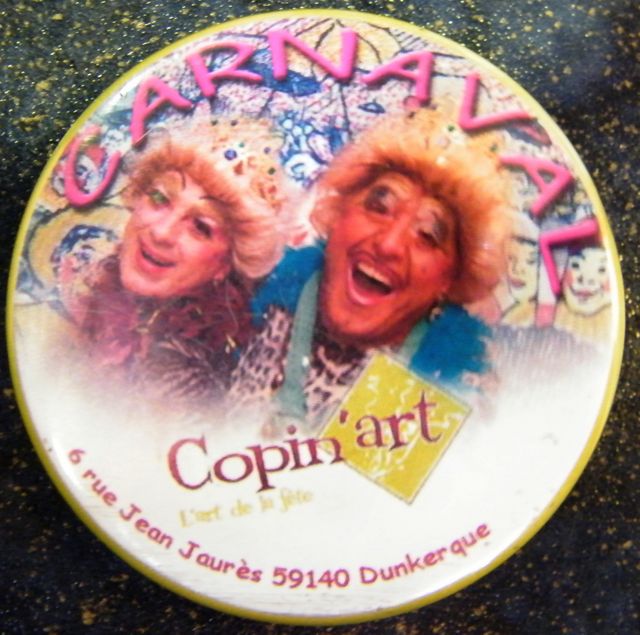 CARNAVAL
Copin'art
L'art de la fête
6 rue Jean Jaurès 59140 Dunkerque